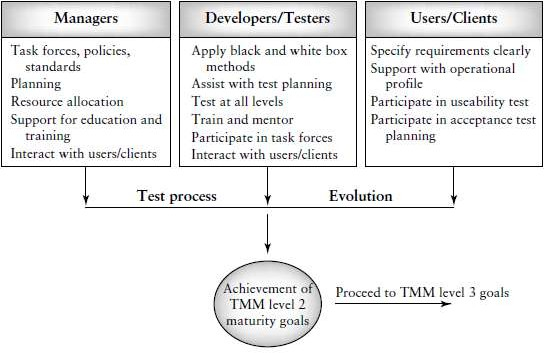 Managers
Task forces, policies,
standards
Planning
Resource allocation
Support for education and
training
Interact with users/clients
Developers/Testers
Apply black and white box
methods
Assist with test planning
Test at all levels
Train and mentor
Participate in task forces
Interact with users/clients
Users/Clients
Specify requirements clearly
Support with operational
profile
Participate in useability test
Participate in acceptance test
planning
Test process
Evolution
Achievement of
TMM level 2
maturity goals
Proceed to TMM level 3 goals